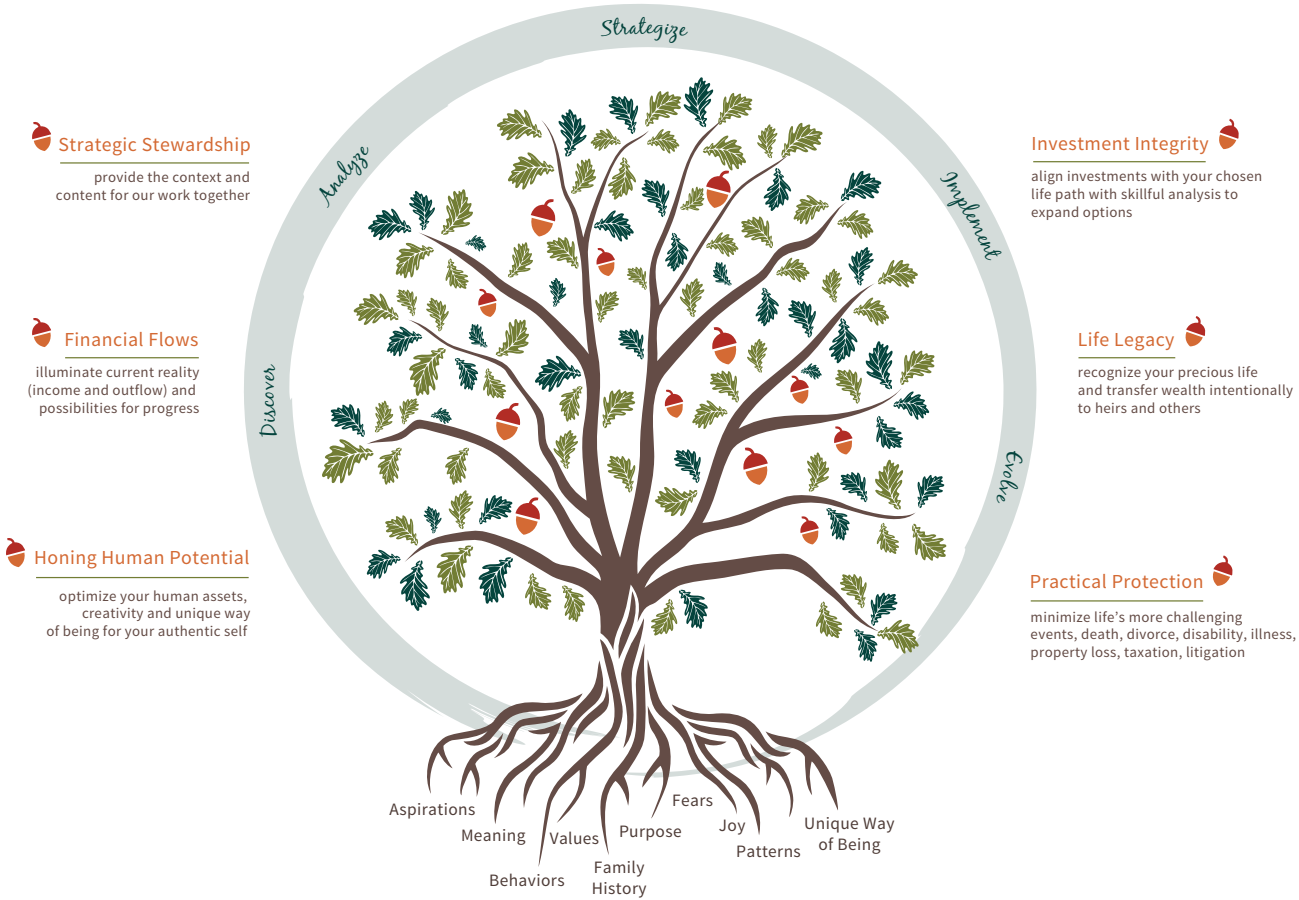 Strategize
Analyze
Implement
Discover
Evolve
Strategic Stewardship
provide the context and
content for our work together
Financial Flows
illuminate current reality
(income and outflow) and
possibilities for progress
Honing Human Potential
optimize your human assets,
creativity and unique way
of being for your authentic self
Investment Integrity
align investments with your chosen
life path with skillful analysis to
expand options
Life Legacy
recognize your precious life
and transfer wealth intentionally
to heirs and others
Practical Protection
minimize life's more challenging
events, death, divorce, disability, illness,
property loss, taxation, litigation
Aspirations
Meaning
Behaviors
Values
Family
History
Purpose
Fears
Joy
Patterns
Unique Way
of Being